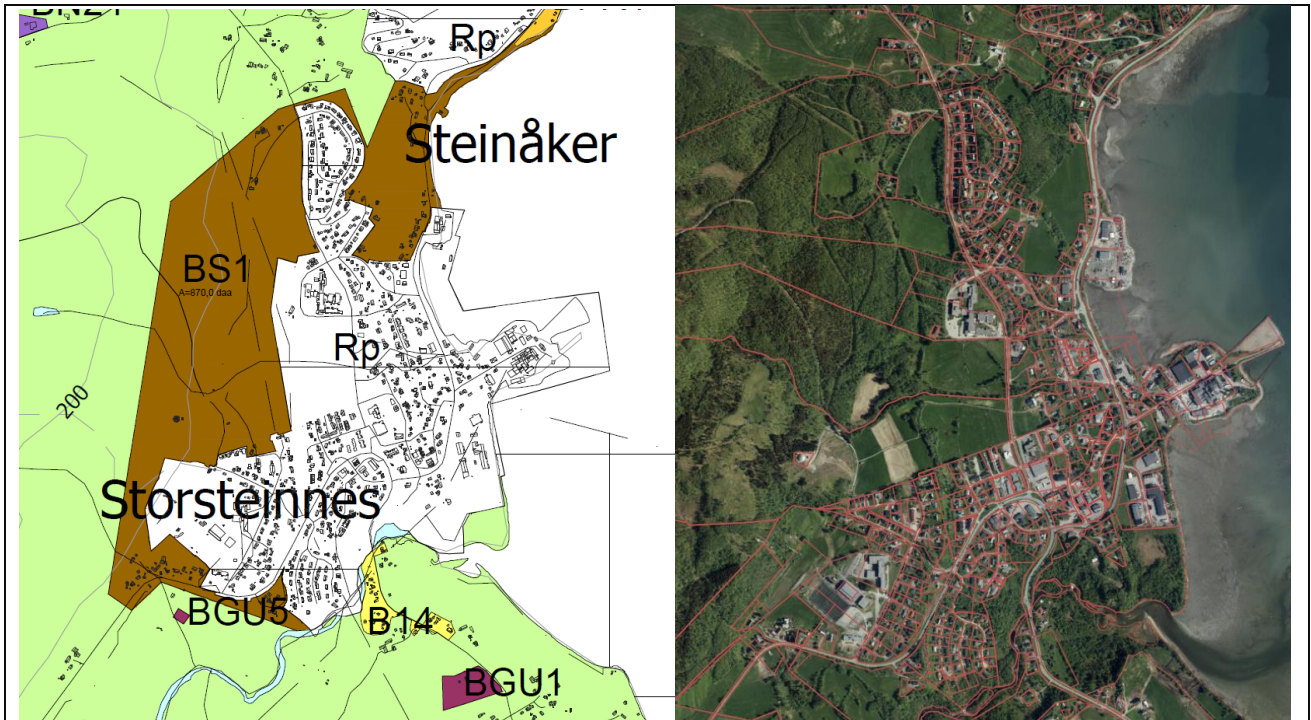 Rp
Steinåker
BS1
A=870,0 daa
Rp
200
Storsteinnes
BGU5
B14
BGU1